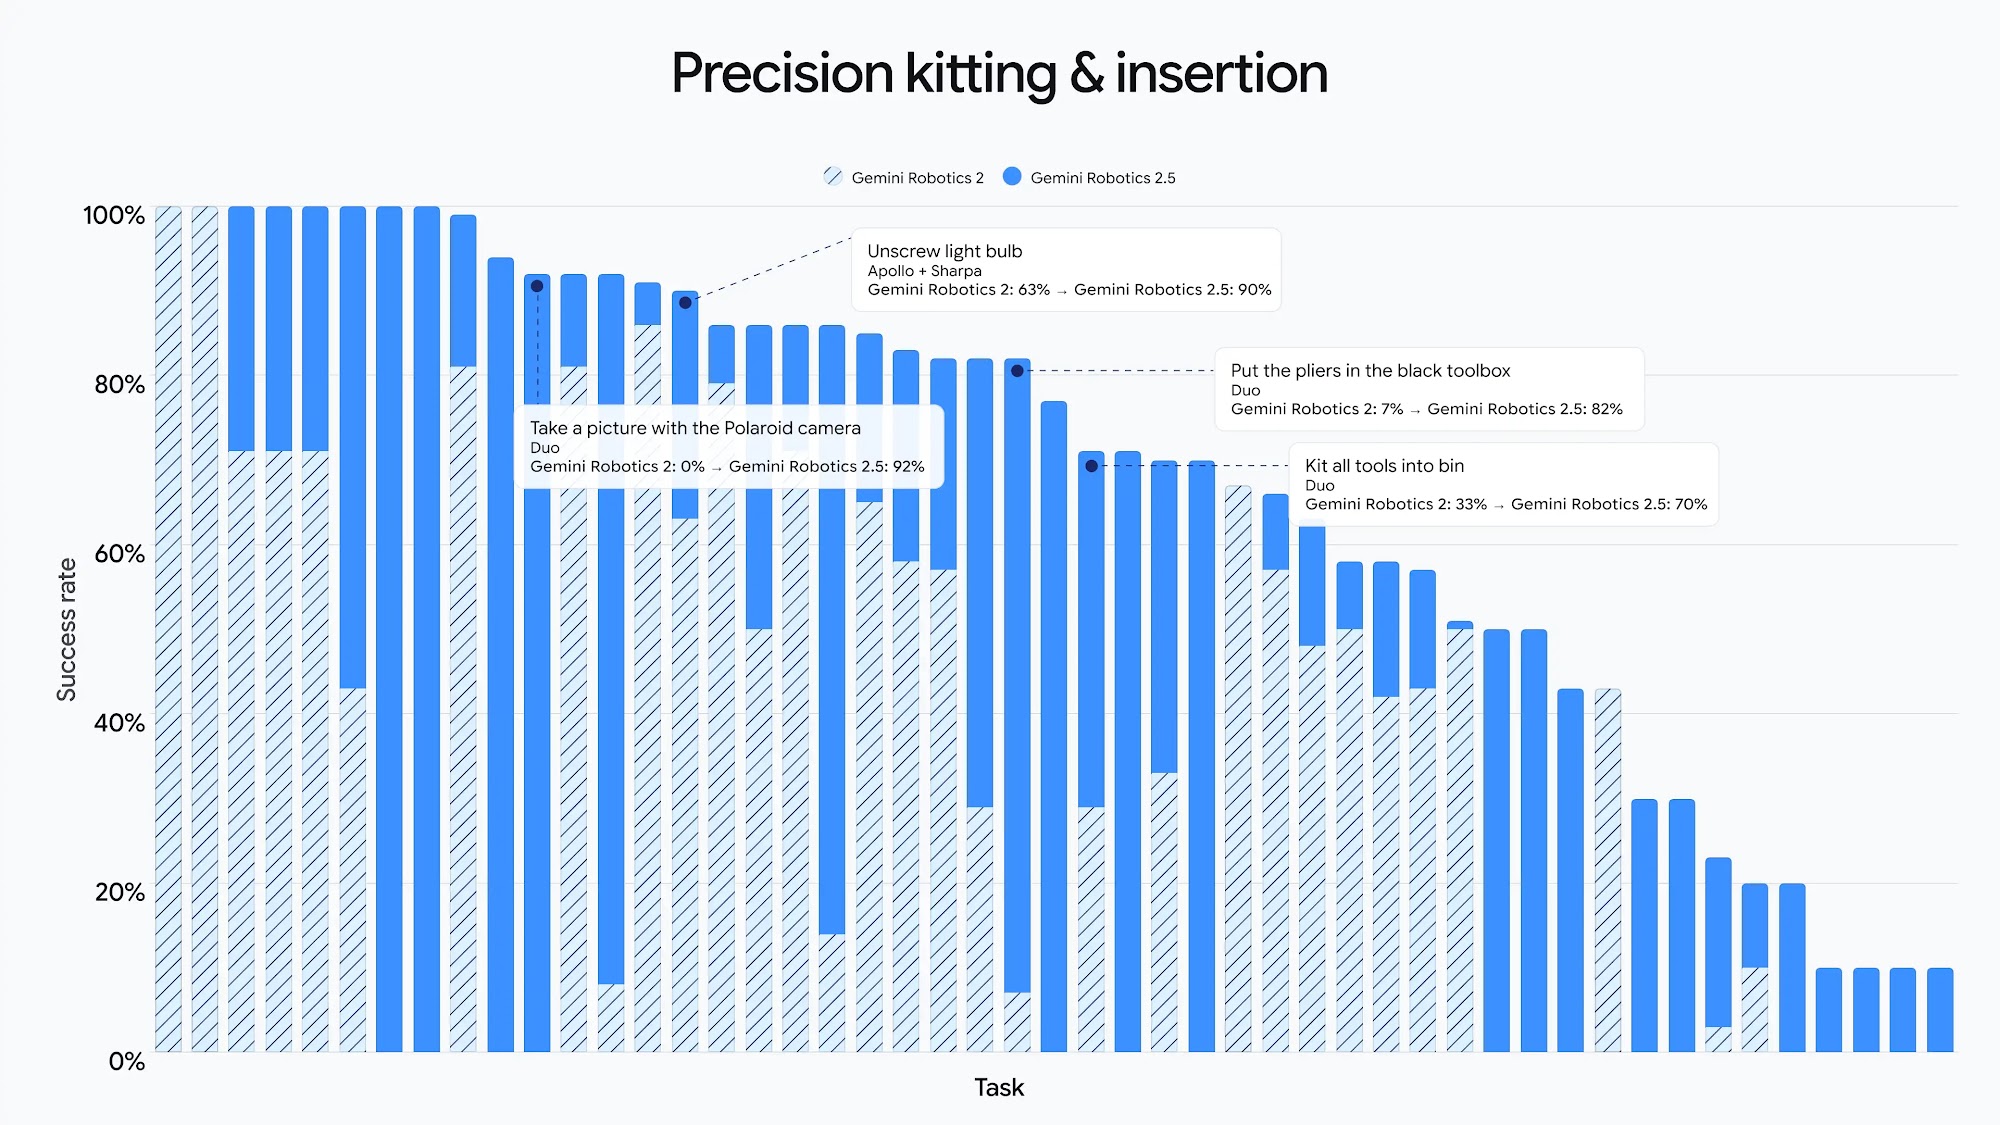 Precision kitting & insertion
Gemini Robotics 2
Gemini Robotics 2.5
100%
80%
60%
40%
20%
0%
Success rate
Unscrew light bulb
Apollo + Sharpa
Gemini Robotics 2: 63% → Gemini Robotics 2.5: 90%
Put the pliers in the black toolbox
Duo
Gemini Robotics 2: 7% → Gemini Robotics 2.5: 82%
Take a picture with the Polaroid camera
Duo
Gemini Robotics 2: 0% → Gemini Robotics 2.5: 92%
Kit all tools into bin
Duo
Gemini Robotics 2: 33% → Gemini Robotics 2.5: 70%
Task